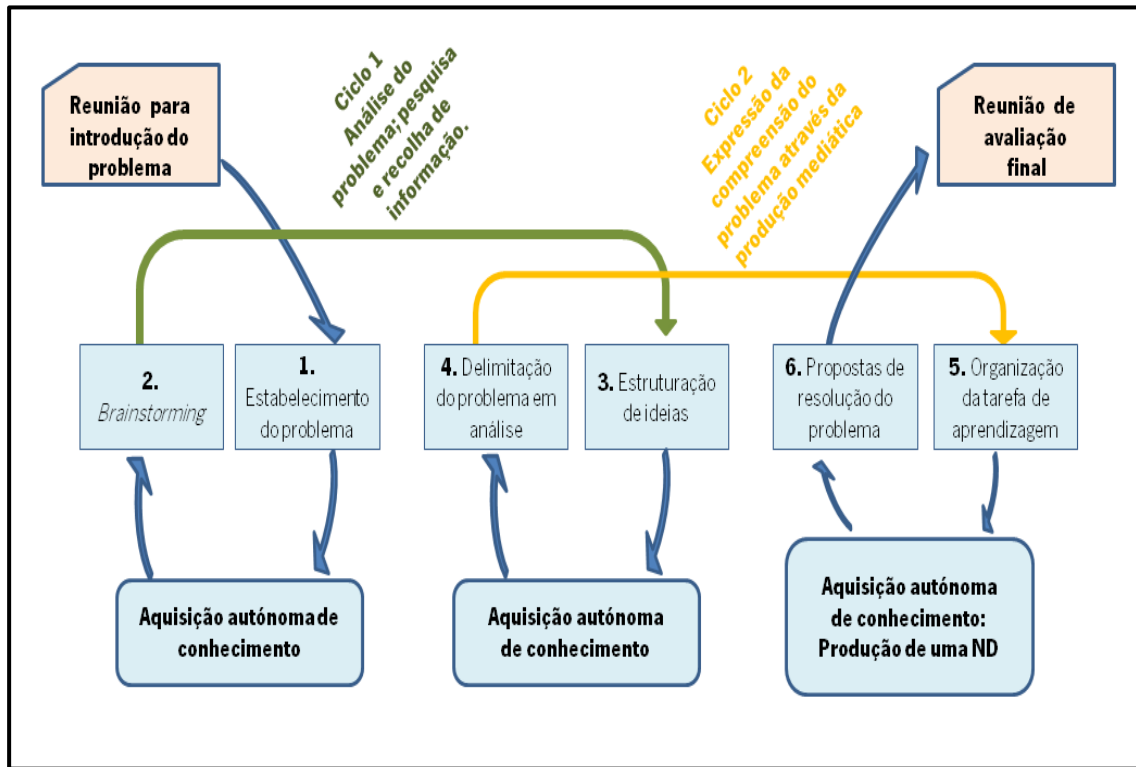 Reunião para
introdução do
problema
Ciclo 1
Análise do
problema; pesquisa
e recolha de
informação.
Ciclo 2
Expressão da
compreensão do
problema através da
produção mediática
Reunião de
avaliação
final
2.
Brainstorming
1.
Estabelecimento
do problema
4. Delimitação
do problema em
análise
3. Estruturação
de ideias
6. Propostas de
resolução do
problema
5. Organização
da tarefa de
aprendizagem
Aquisição autónoma de
conhecimento
Aquisição autónoma
de conhecimento
Aquisição autónoma
de conhecimento:
Produção de uma ND